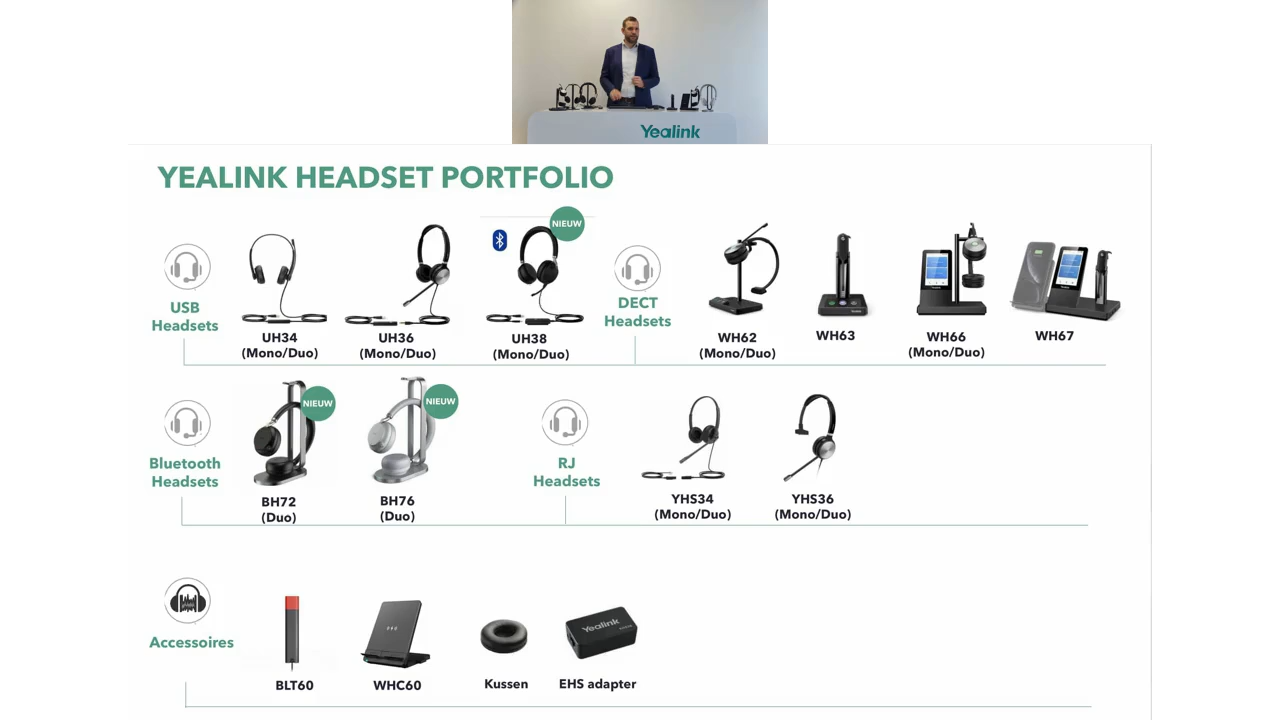 Yealink
YEALINK HEADSET PORTFOLIO
USB
Headsets
UH34
(Mono/Duo)
UH36
(Mono/Duo)
NIEUW
UH38
(Mono/Duo)
DECT
Headsets
WH62
(Mono/Duo)
WH63
WH66
(Mono/Duo)
WH67
Bluetooth
Headsets
NIEUW
BH72
(Duo)
NIEUW
BH76
(Duo)
RJ
Headsets
YHS34
(Mono/Duo)
YHS36
(Mono/Duo)
Accessoires
BLT60
WHC60
Kussen
Yealink
EHS adapter